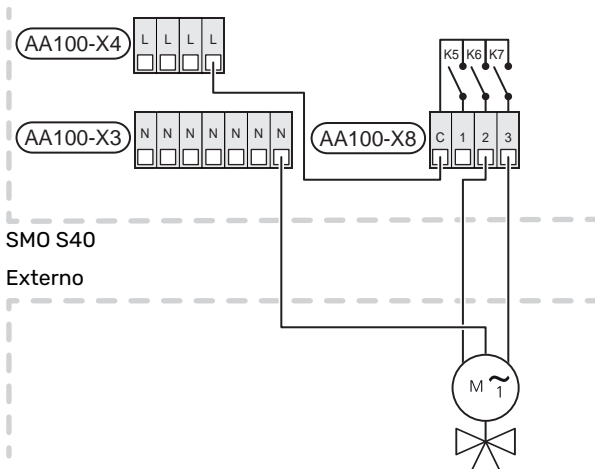 AA100-X4
L L L L
K5 K6 K7
AA100-X3
N N N N N N N
AA100-X8
C 1 2 3
SMO S40
Externo
M ~
1